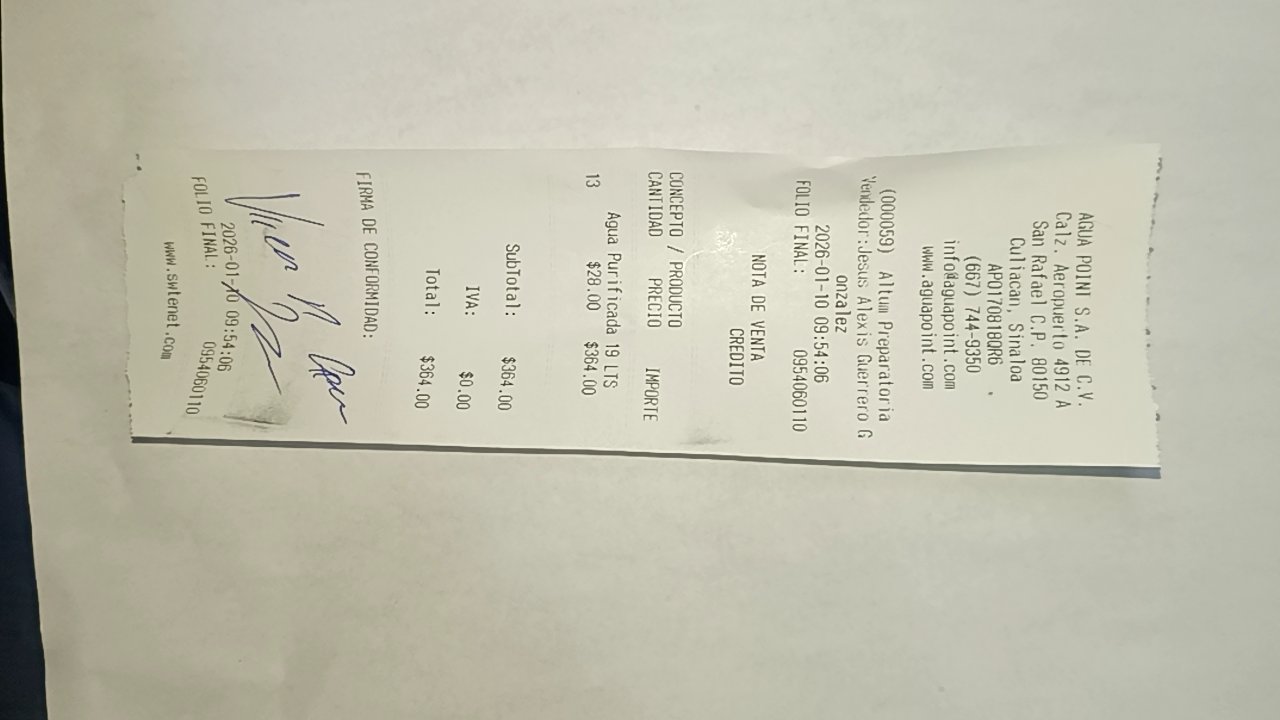 AGUA POINT S.A. DE C.V.
Calz. Aeropuerto 4912 A
San Rafael C.P. 80150
Culiacan, Sinaloa
APO170818QR6
(667) 744-9350
info@aguapoint.com
www.aguapoint.com
(000059) Altum Preparatoria
Vendedor:Jesus Alexis Guerrero G
onzalez
2026-01-10 09:54:06
FOLIO FINAL: 0954060110
NOTA DE VENTA
CREDITO
CONCEPTO / PRODUCTO
CANTIDAD PRECIO IMPORTE
Agua Purificada 19 LTS
13 $28.00 $364.00
SubTotal: $364.00
IVA: $0.00
Total: $364.00
FIRMA DE CONFORMIDAD:
2026-01-10 09:54:06
FOLIO FINAL: 0954060110
www.swtenet.com